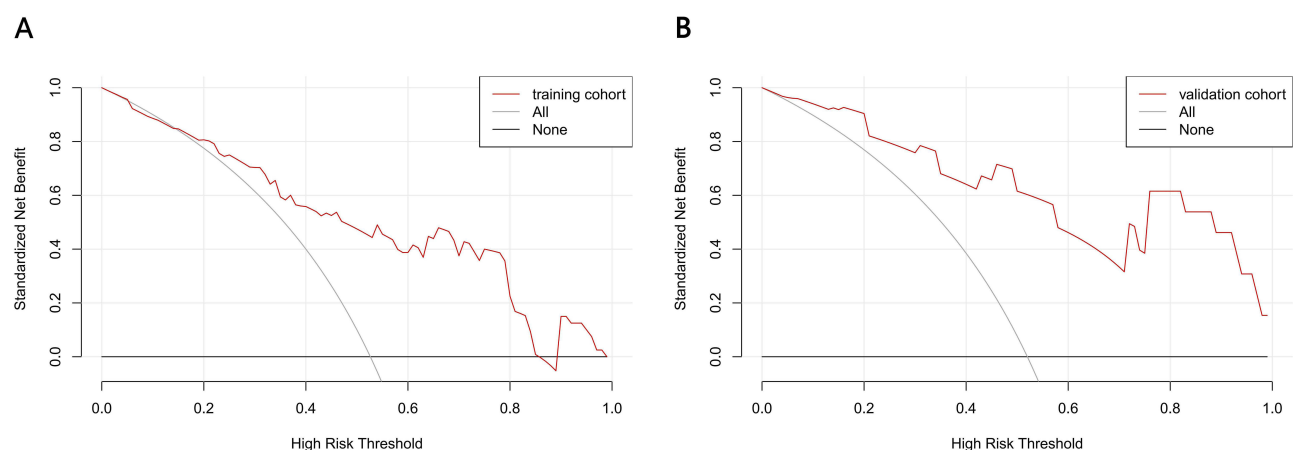 A
Standardized Net Benefit
1.0
0.8
0.6
0.4
0.2
0.0
training cohort
All
None
0.0 0.2 0.4 0.6 0.8 1.0
High Risk Threshold
B
Standardized Net Benefit
1.0
0.8
0.6
0.4
0.2
0.0
validation cohort
All
None
0.0 0.2 0.4 0.6 0.8 1.0
High Risk Threshold